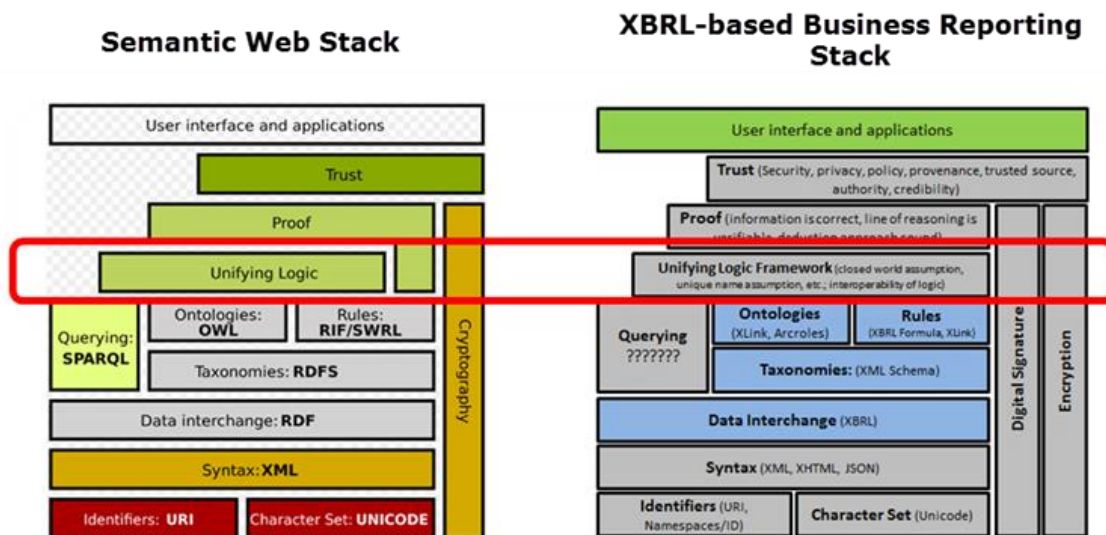 Semantic Web Stack
User interface and applications
Trust
Proof
Unifying Logic
Ontologies:
OWL
Rules:
RIF/SWRL
Querying:
SPARQL
Taxonomies: RDFS
Data interchange: RDF
Syntax: XML
Identifiers: URI
Character Set: UNICODE
Cryptography
XBRL-based Business Reporting
Stack
User interface and applications
Trust (Security, privacy, policy, provenance, trusted source,
authority, credibility)
Proof (information is correct, line of reasoning is
verifiable, deduction approach sound)
Unifying Logic Framework (closed world assumption,
unique name assumption, etc.; interoperability of logic)
Querying
???????
Ontologies
(XLink, Arcroles)
Rules
(XBRL Formula, XLink)
Taxonomies: (XML Schema)
Data Interchange (XBRL)
Syntax (XML, XHTML, JSON)
Identifiers (URI,
Namespaces/ID)
Character Set (Unicode)
Digital Signature
Encryption